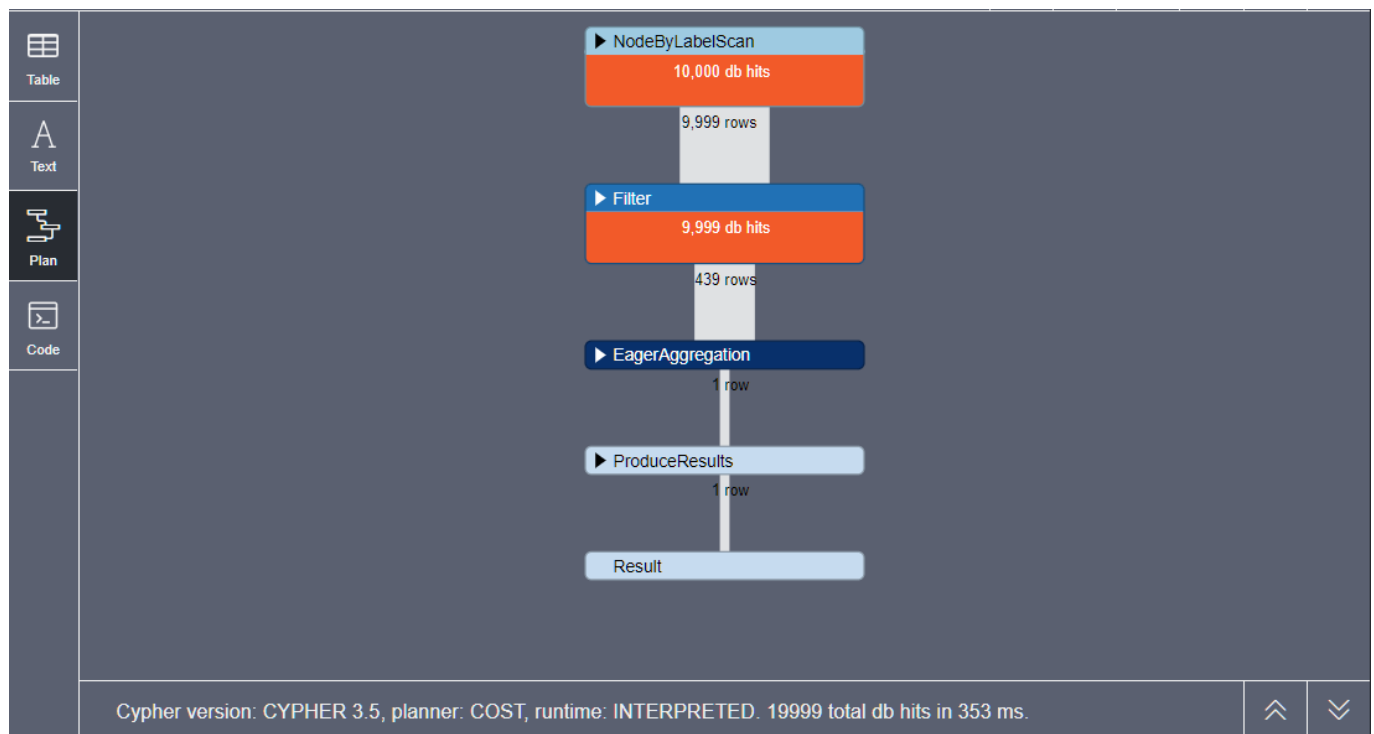 Table
A
Text
Plan
>_
Code
NodeByLabelScan
10,000 db hits
9,999 rows
Filter
9,999 db hits
439 rows
EagerAggregation
1 row
ProduceResults
1 row
Result
Cypher version: CYPHER 3.5, planner: COST, runtime: INTERPRETED. 19999 total db hits in 353 ms.